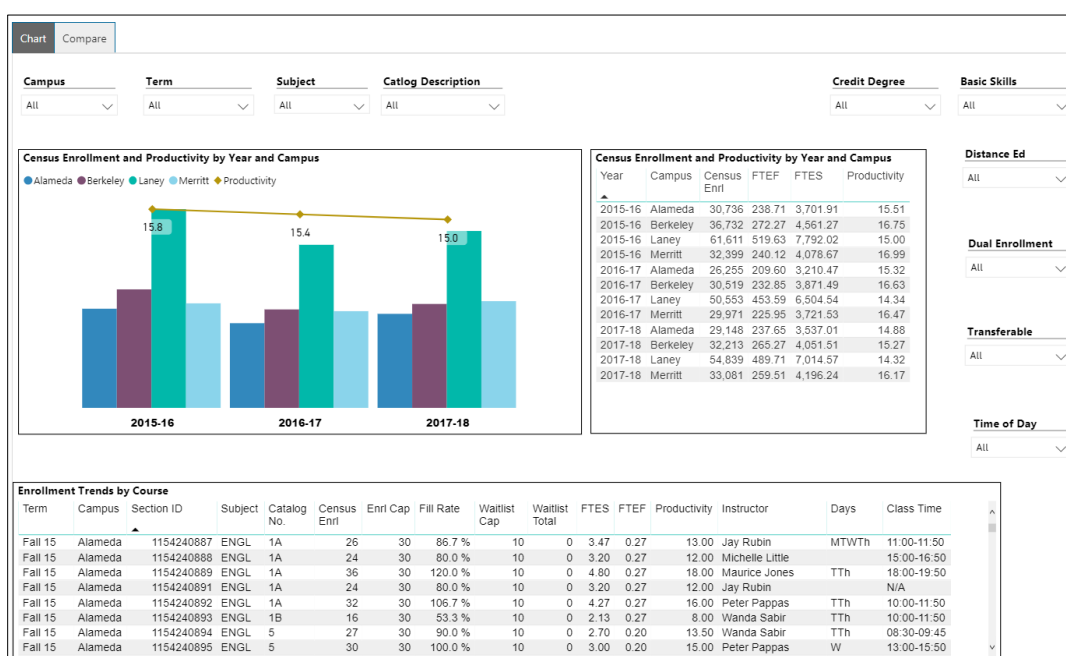 Chart Compare
Campus Term Subject Catlog Description Credit Degree Basic Skills
All All All All All All
Distance Ed
All
Dual Enrollment
All
Transferable
All
Time of Day
All
Census Enrollment and Productivity by Year and Campus
Alameda Berkeley Laney Merritt Productivity
15.8 15.4 15.0
2015-16 2016-17 2017-18
Census Enrollment and Productivity by Year and Campus
Year Campus Census FTEF FTES Productivity
Enrl
2015-16 Alameda 30,736 238.71 3,701.91 15.51
2015-16 Berkeley 36,732 272.27 4,561.27 16.75
2015-16 Laney 61,611 519.63 7,792.02 15.00
2015-16 Merritt 32,399 240.12 4,078.67 16.99
2016-17 Alameda 26,255 209.60 3,210.47 15.32
2016-17 Berkeley 30,519 232.85 3,871.49 16.63
2016-17 Laney 50,553 453.59 6,504.54 14.34
2016-17 Merritt 29,971 225.95 3,721.53 16.47
2017-18 Alameda 29,148 237.65 3,537.01 14.88
2017-18 Berkeley 32,213 265.27 4,051.51 15.27
2017-18 Laney 54,839 489.71 7,014.57 14.32
2017-18 Merritt 33,081 259.51 4,196.24 16.17
Enrollment Trends by Course
Term Campus Section ID Subject Catalog Census Enrl Cap Fill Rate Waitlist Waitlist FTES FTEF Productivity Instructor Days Class Time
No. Enrl Cap Total
Fall 15 Alameda 1154240887 ENGL 1A 26 30 86.7 % 10 0 3.47 0.27 13.00 Jay Rubin MTWTh 11:00-11:50
Fall 15 Alameda 1154240888 ENGL 1A 24 30 80.0 % 10 0 3.20 0.27 12.00 Michelle Little 15:00-16:50
Fall 15 Alameda 1154240889 ENGL 1A 36 30 120.0 % 10 0 4.80 0.27 18.00 Maurice Jones TTh 18:00-19:50
Fall 15 Alameda 1154240891 ENGL 1A 24 30 80.0 % 10 0 3.20 0.27 12.00 Jay Rubin N/A
Fall 15 Alameda 1154240892 ENGL 1A 32 30 106.7 % 10 0 4.27 0.27 16.00 Peter Pappas TTh 10:00-11:50
Fall 15 Alameda 1154240893 ENGL 1B 16 30 53.3 % 10 0 2.13 0.27 8.00 Wanda Sabir TTh 10:00-11:50
Fall 15 Alameda 1154240894 ENGL 5 27 30 90.0 % 10 0 2.70 0.20 13.50 Wanda Sabir TTh 08:30-09:45
Fall 15 Alameda 1154240895 ENGL 5 30 30 100.0 % 10 0 3.00 0.20 15.00 Peter Pappas W 13:00-15:50